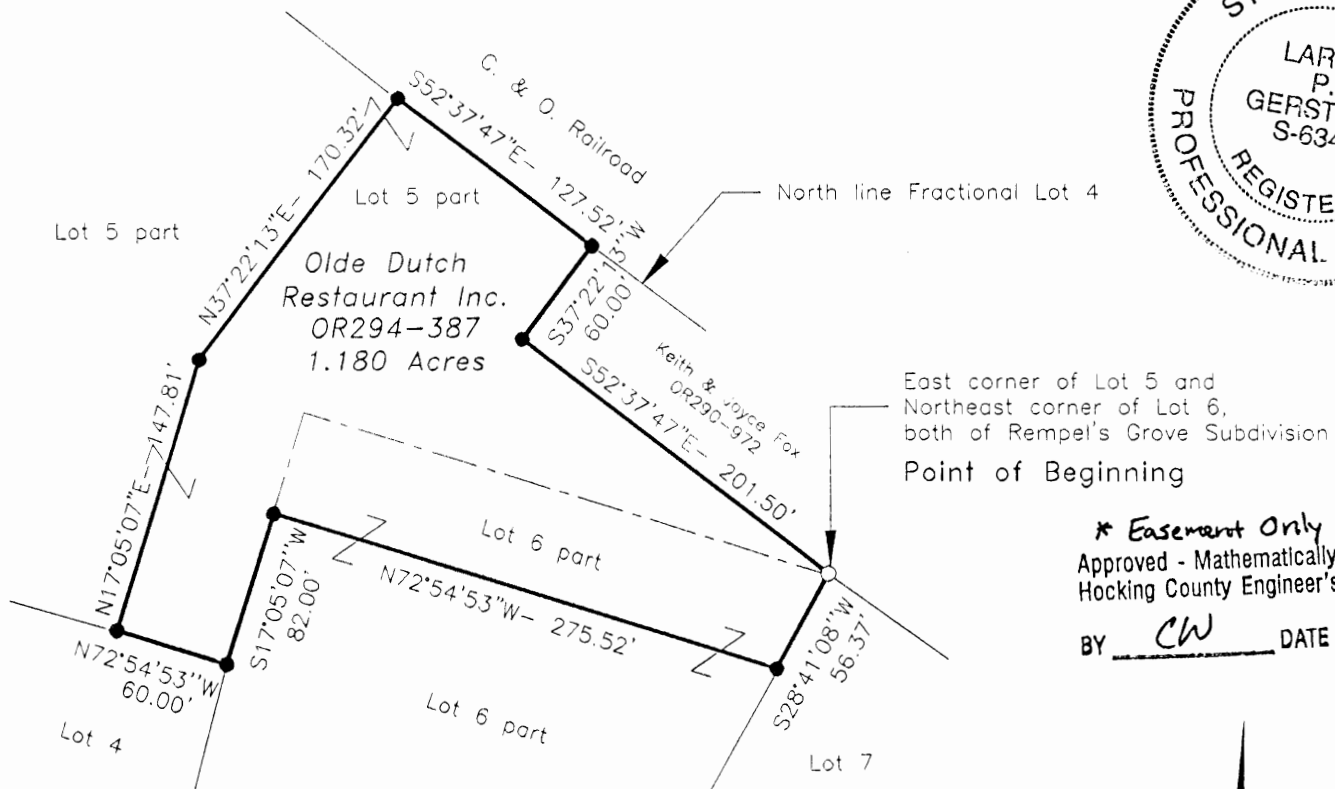 C. & O. Railroad
S52°37'47"E- 127.52'
N37°22'13"E- 170.32'
Lot 5 part
North line Fractional Lot 4
Lot 5 part
Olde Dutch
Restaurant Inc.
OR294-387
1.180 Acres
S37°22'13"W
60.00'
Keith & Joyce Fox
OR290-972
S52°37'47"E- 201.50'
East corner of Lot 5 and
Northeast corner of Lot 6,
both of Rempel's Grove Subdivision
Point of Beginning
N17°05'07"E- 147.81'
Lot 6 part
N72°54'53"W- 275.52'
S17°05'07"W
82.00'
S28°41'08"W
56.37'
N72°54'53"W
60.00'
Lot 4
Lot 6 part
Lot 7
* Easement Only
Approved - Mathematically
Hocking County Engineer's
BY CW DATE
LAR
P.
GERST
S-634
REGISTE
PROFESSIONAL